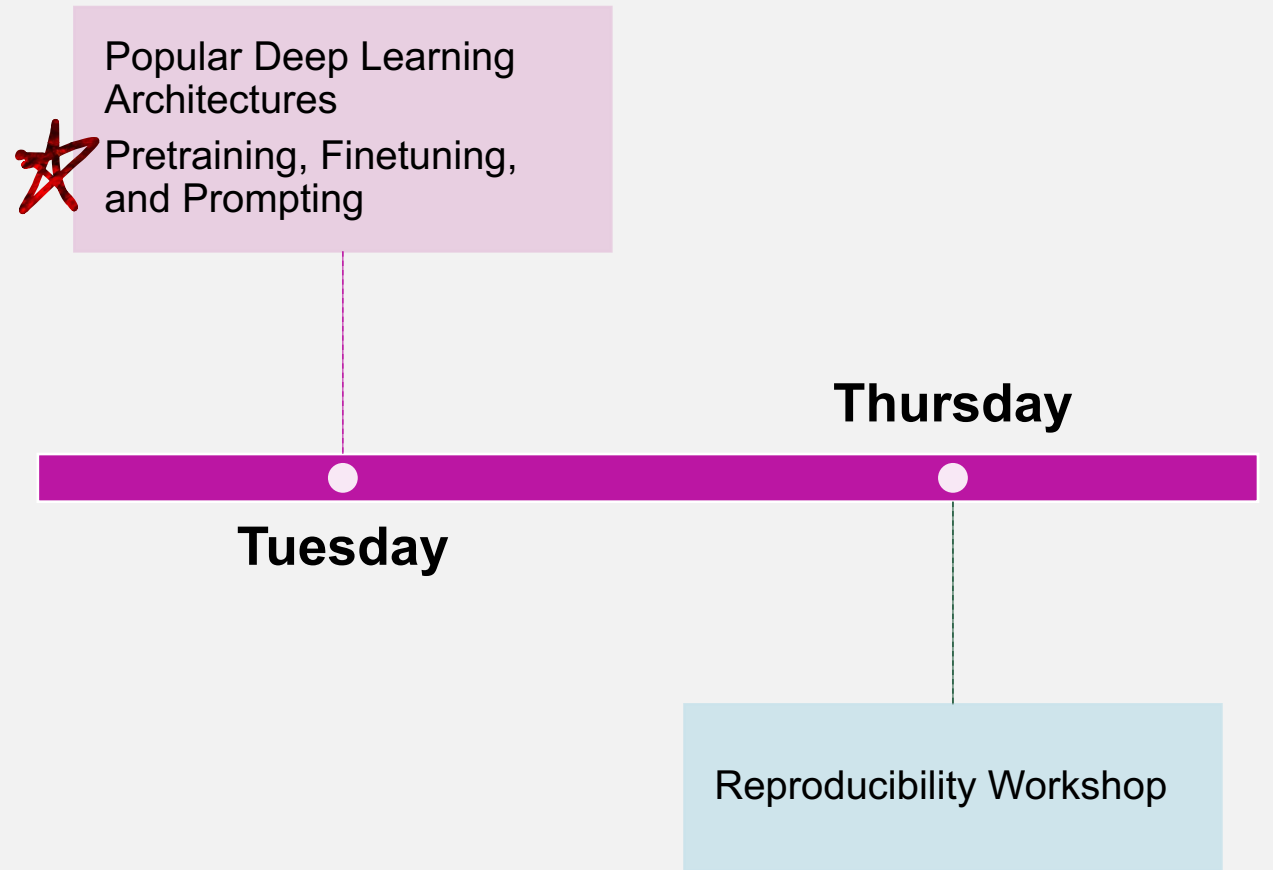 Popular Deep Learning
Architectures
Pretraining, Finetuning,
and Prompting
Thursday
Tuesday
Reproducibility Workshop